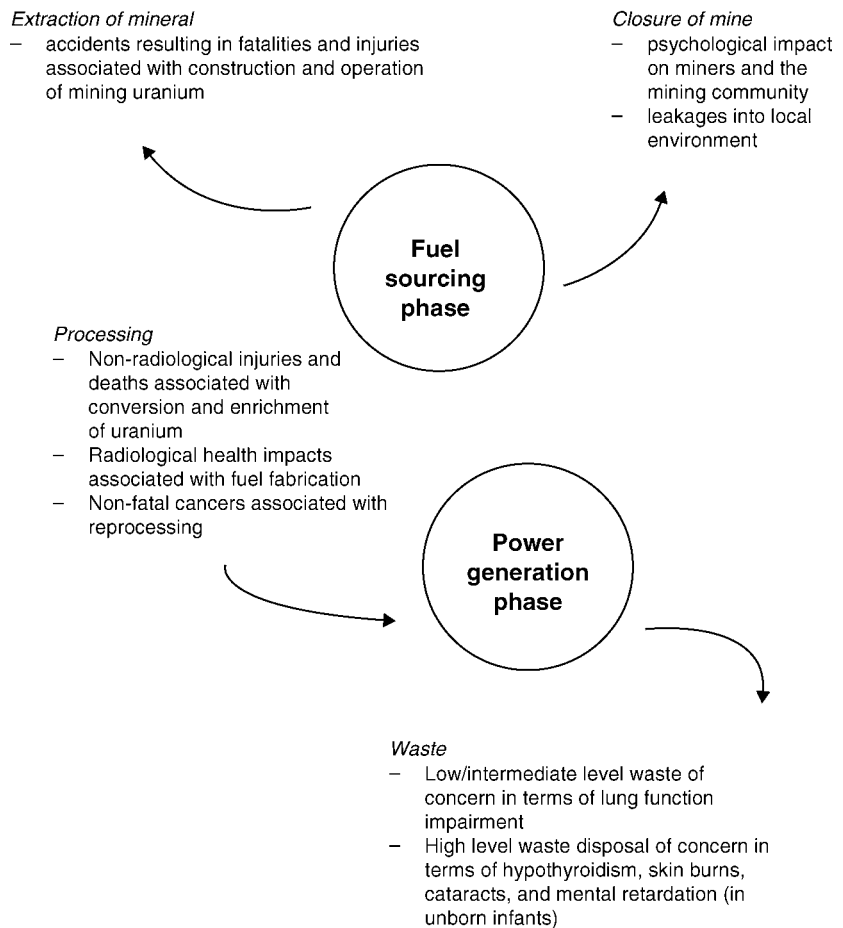 Extraction of mineral
– accidents resulting in fatalities and injuries
associated with construction and operation
of mining uranium
Closure of mine
– psychological impact
on miners and the
mining community
– leakages into local
environment
Fuel
sourcing
phase
Processing
– Non-radiological injuries and
deaths associated with
conversion and enrichment
of uranium
– Radiological health impacts
associated with fuel fabrication
– Non-fatal cancers associated with
reprocessing
Power
generation
phase
Waste
– Low/intermediate level waste of
concern in terms of lung function
impairment
– High level waste disposal of concern in
terms of hypothyroidism, skin burns,
cataracts, and mental retardation (in
unborn infants)